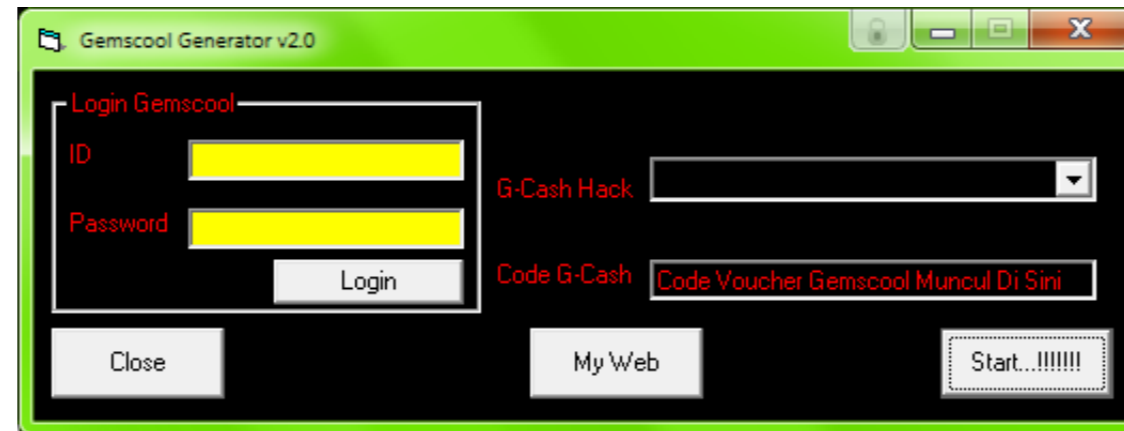 Gemscool Generator v2.0
Login Gemscool
ID
Password
Login
G-Cash Hack
Code G-Cash
Code Voucher Gemscool Muncul Di Sini
Close
My Web
Start...!!!!!!!